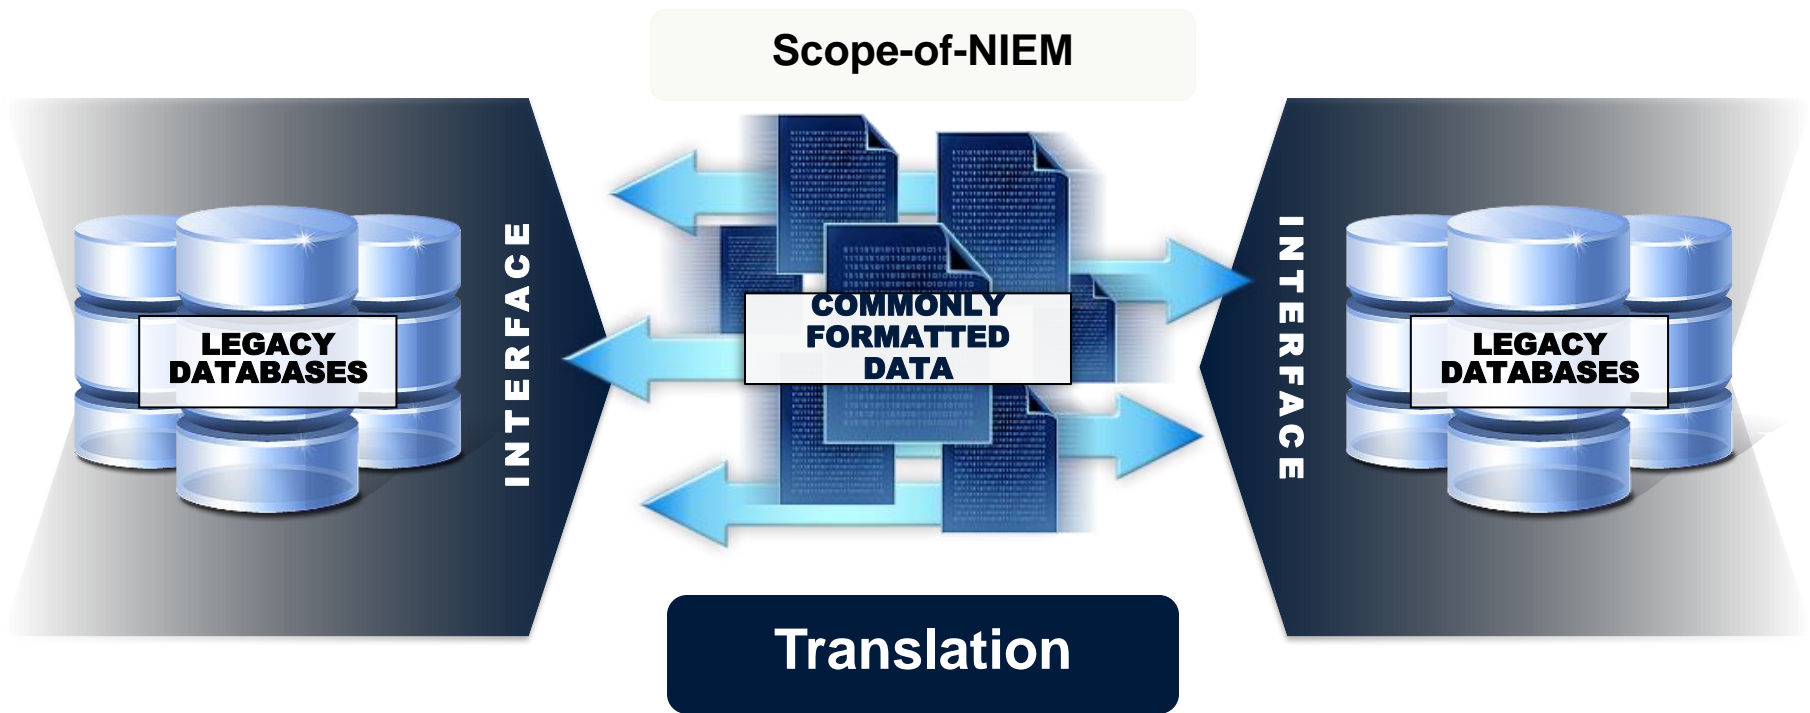 Scope-of-NIEM
INTERFACE
LEGACY
DATABASES
COMMONLY
FORMATTED
DATA
INTERFACE
LEGACY
DATABASES
Translation